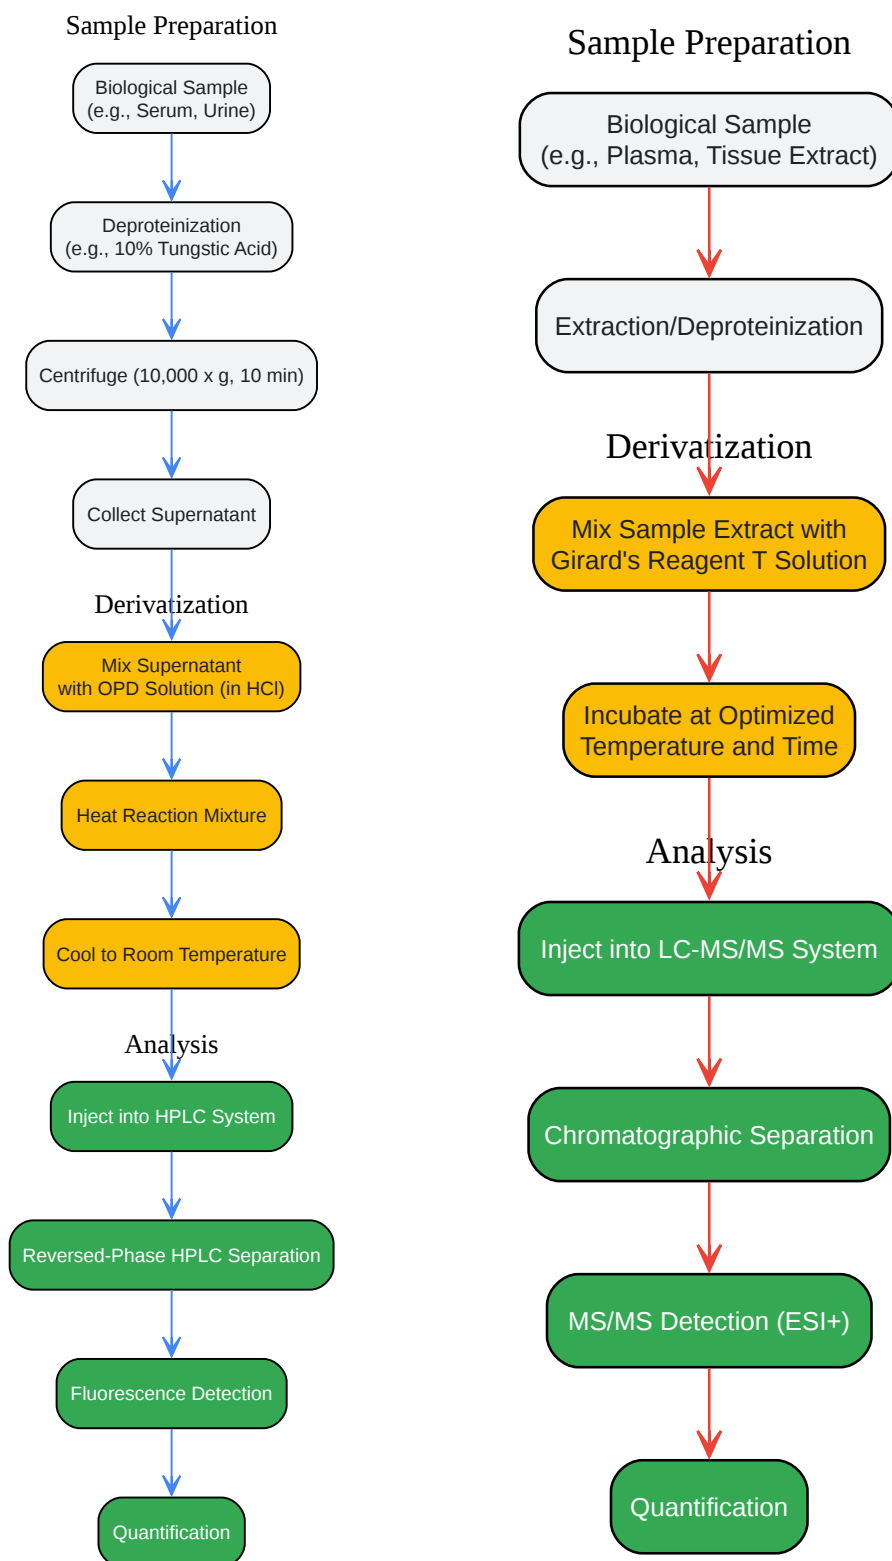 Sample Preparation
Biological Sample
(e.g., Serum, Urine)
Deproteinization
(e.g., 10% Tungstic Acid)
Centrifuge (10,000 x g, 10 min)
Collect Supernatant
Derivatization
Mix Supernatant
with OPD Solution (in HCl)
Heat Reaction Mixture
Cool to Room Temperature
Analysis
Inject into HPLC System
Reversed-Phase HPLC Separation
Fluorescence Detection
Quantification
Sample Preparation
Biological Sample
(e.g., Plasma, Tissue Extract)
Extraction/Deproteinization
Derivatization
Mix Sample Extract with
Girard's Reagent T Solution
Incubate at Optimized
Temperature and Time
Analysis
Inject into LC-MS/MS System
Chromatographic Separation
MS/MS Detection (ESI+)
Quantification